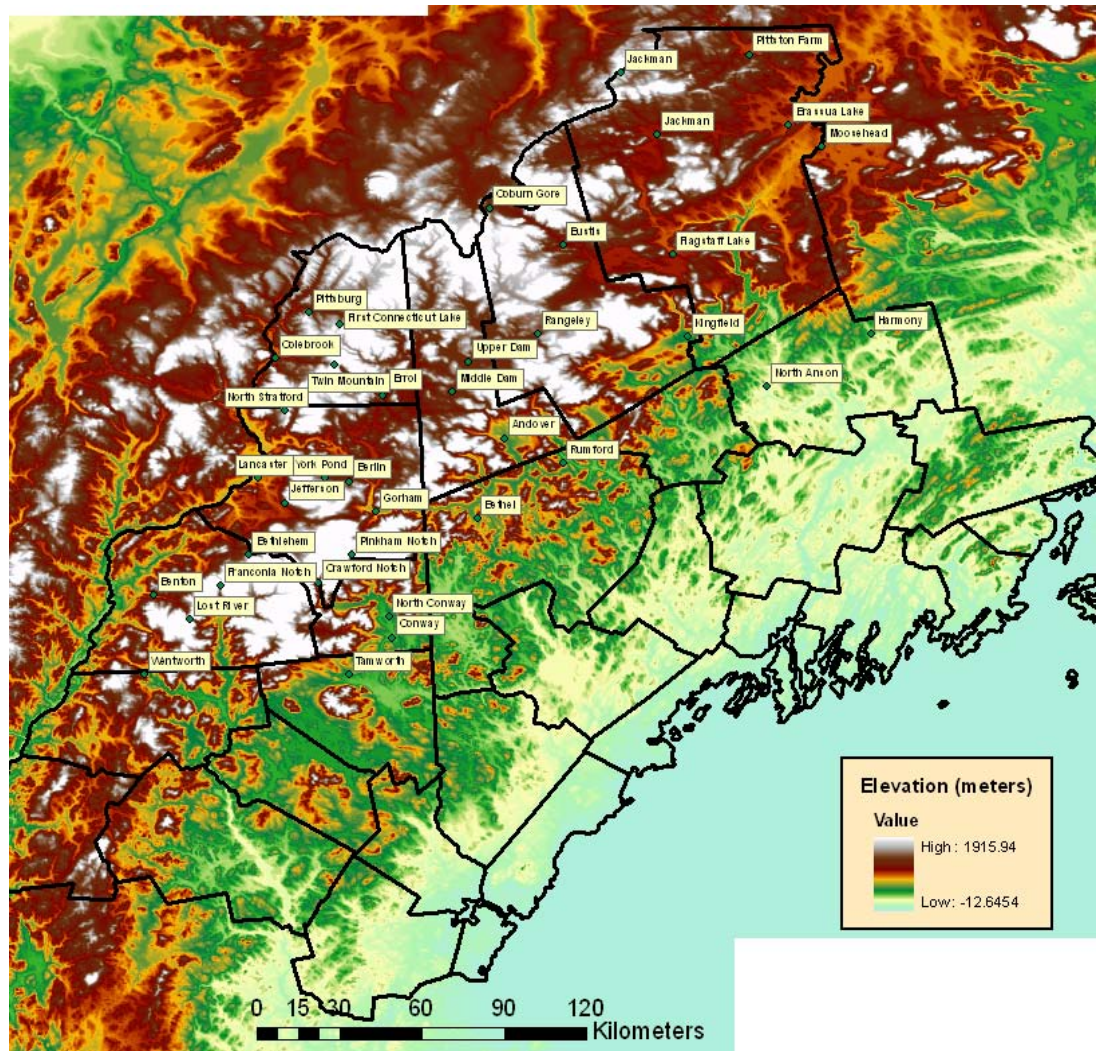 Pittston Farm
Jackman
Brassua Lake
Jackman
Moosehead
Coburn Gore
Eustis
Flagstaff Lake
Pittsburg
First Connecticut Lake
Kingfield
Rangeley
Harmony
Colebrook
Upper Dam
Twin Mountain
Errol
Middle Dam
North Anson
North Stratford
Andover
Rumford
Lancaster
York Pond
Berlin
Jefferson
Gorham
Bethel
Bethlehem
Pinkham Notch
Benton
Franconia Notch
Crawford Notch
Lost River
North Conway
Conway
Wentworth
Tamworth
Elevation (meters)
Value
High : 1915.94
Low : -12.6454
0 15 30 60 90 120
Kilometers